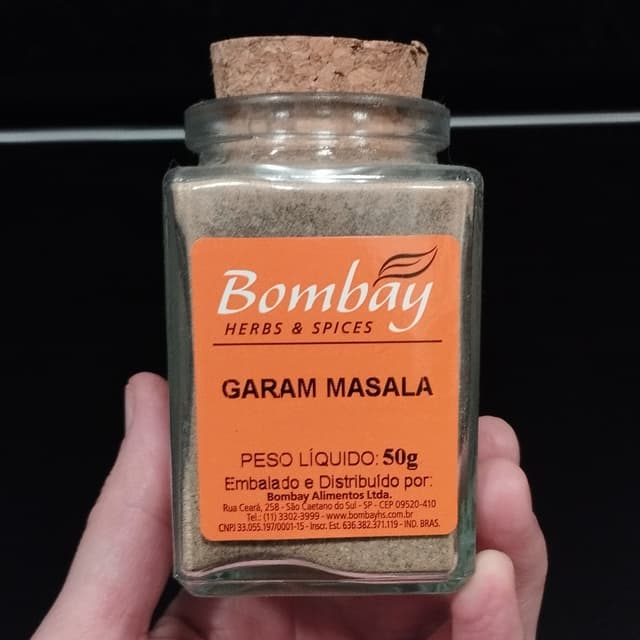 Bombay
HERBS & SPICES
GARAM MASALA
PESO LÍQUIDO: 50g
Embalado e Distribuído por:
Bombay Alimentos Ltda.
Rua Ceará, 258 - São Caetano do Sul - SP - CEP 09520-410
Tel.: (11) 3302-3999 - www.bombayhs.com.br
CNPJ 33.055.197/0001-15 - Inscr. Est. 636.382.371.119 - IND. BRAS.